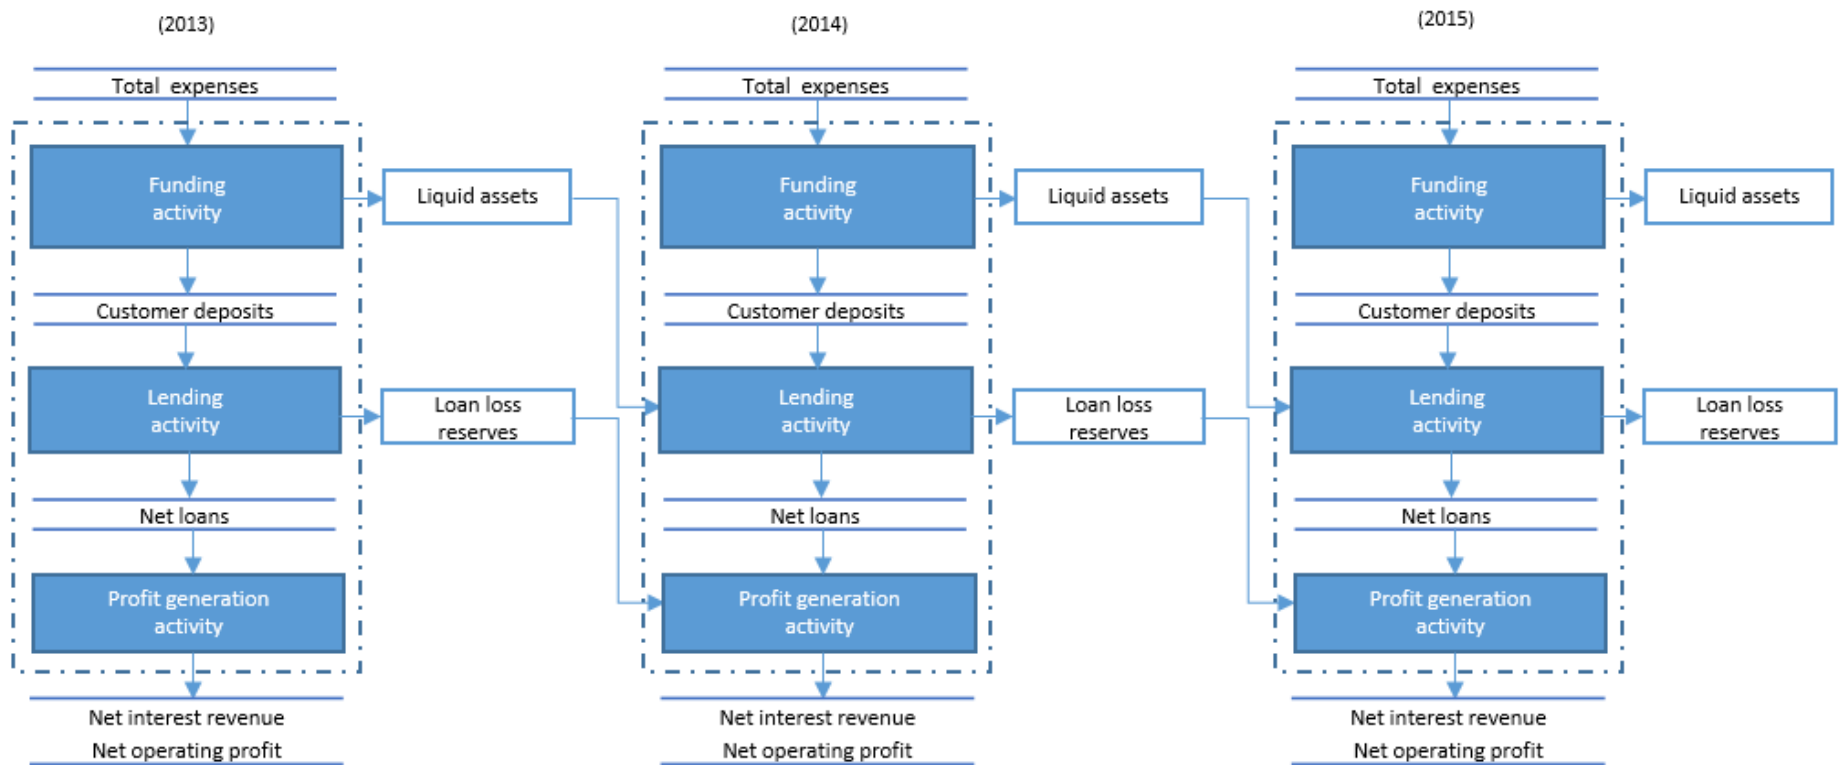 (2013)
Total expenses
Funding
activity
Liquid assets
Customer deposits
Lending
activity
Loan loss
reserves
Net loans
Profit generation
activity
Net interest revenue
Net operating profit
(2014)
Total expenses
Funding
activity
Liquid assets
Customer deposits
Lending
activity
Loan loss
reserves
Net loans
Profit generation
activity
Net interest revenue
Net operating profit
(2015)
Total expenses
Funding
activity
Liquid assets
Customer deposits
Lending
activity
Loan loss
reserves
Net loans
Profit generation
activity
Net interest revenue
Net operating profit